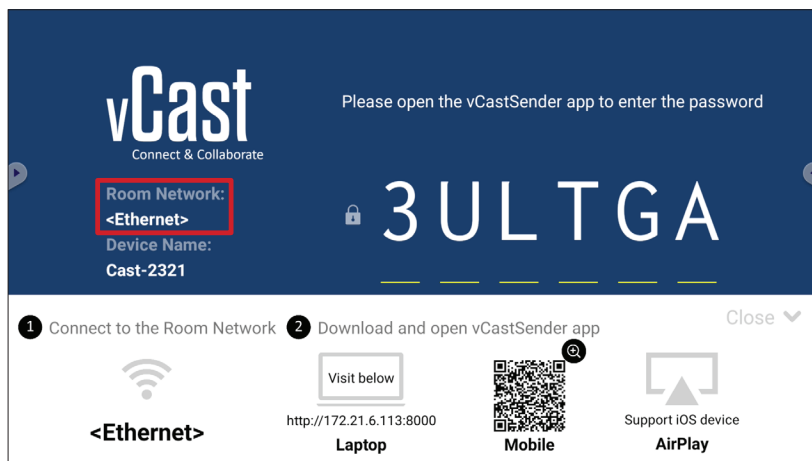 vCast
Connect & Collaborate
Please open the vCastSender app to enter the password
Room Network:
<Ethernet>
3ULTGA
Device Name:
Cast-2321
1 Connect to the Room Network
2 Download and open vCastSender app
Close
<Ethernet>
Visit below
http://172.21.6.113:8000
Laptop
Mobile
Support iOS device
AirPlay